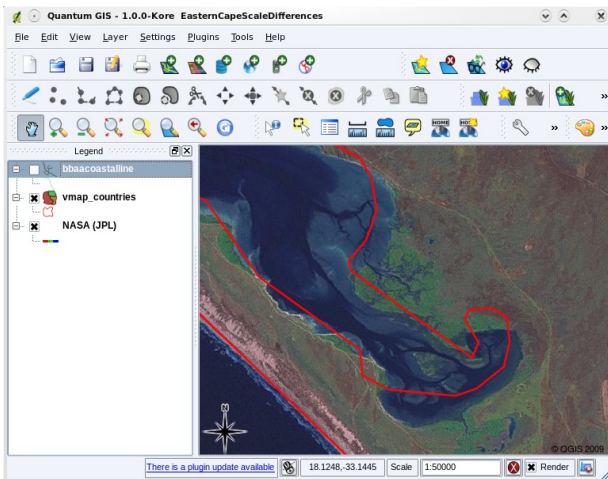 Quantum GIS - 1.0.0-Kore EasternCapeScaleDifferences
File Edit View Layer Settings Plugins Tools Help
Legend
bbaacoastalline
vmap_countries
NASA (JPL)
N
© QGIS 2009
There is a plugin update available 18.1248,-33.1445 Scale 1:50000 Render